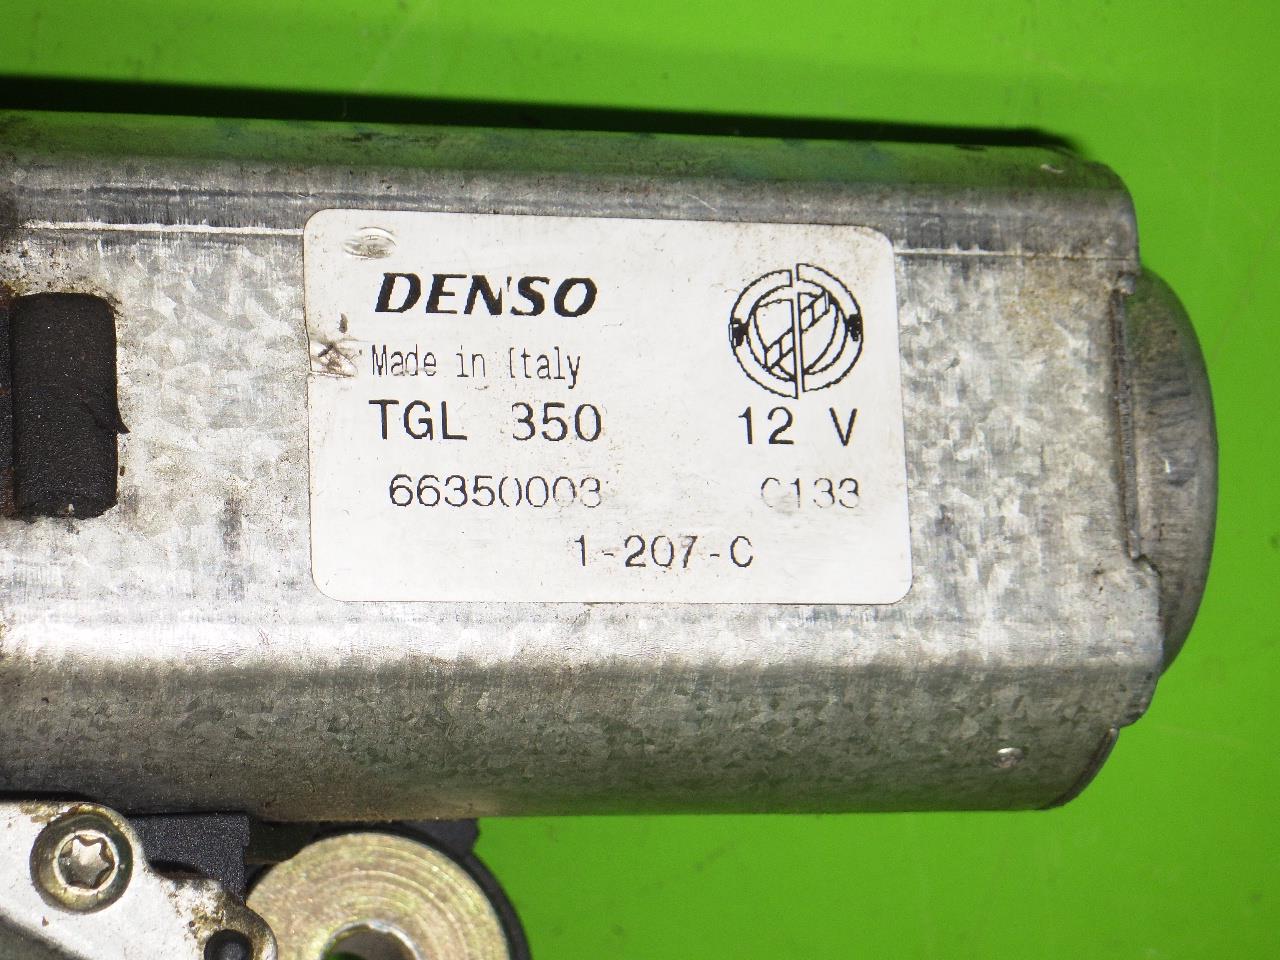 DENSO
Made in Italy
TGL 350 12 V
66350003 C133
1-207-C